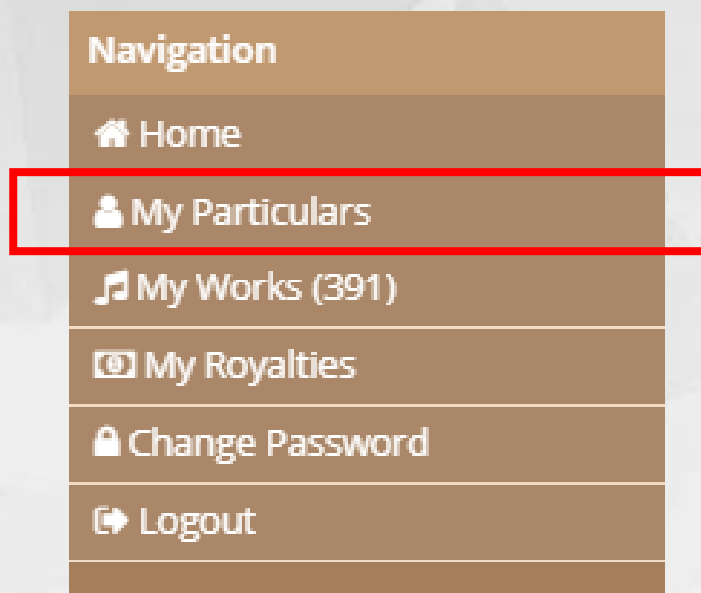 Navigation
Home
My Particulars
My Works (391)
My Royalties
Change Password
Logout